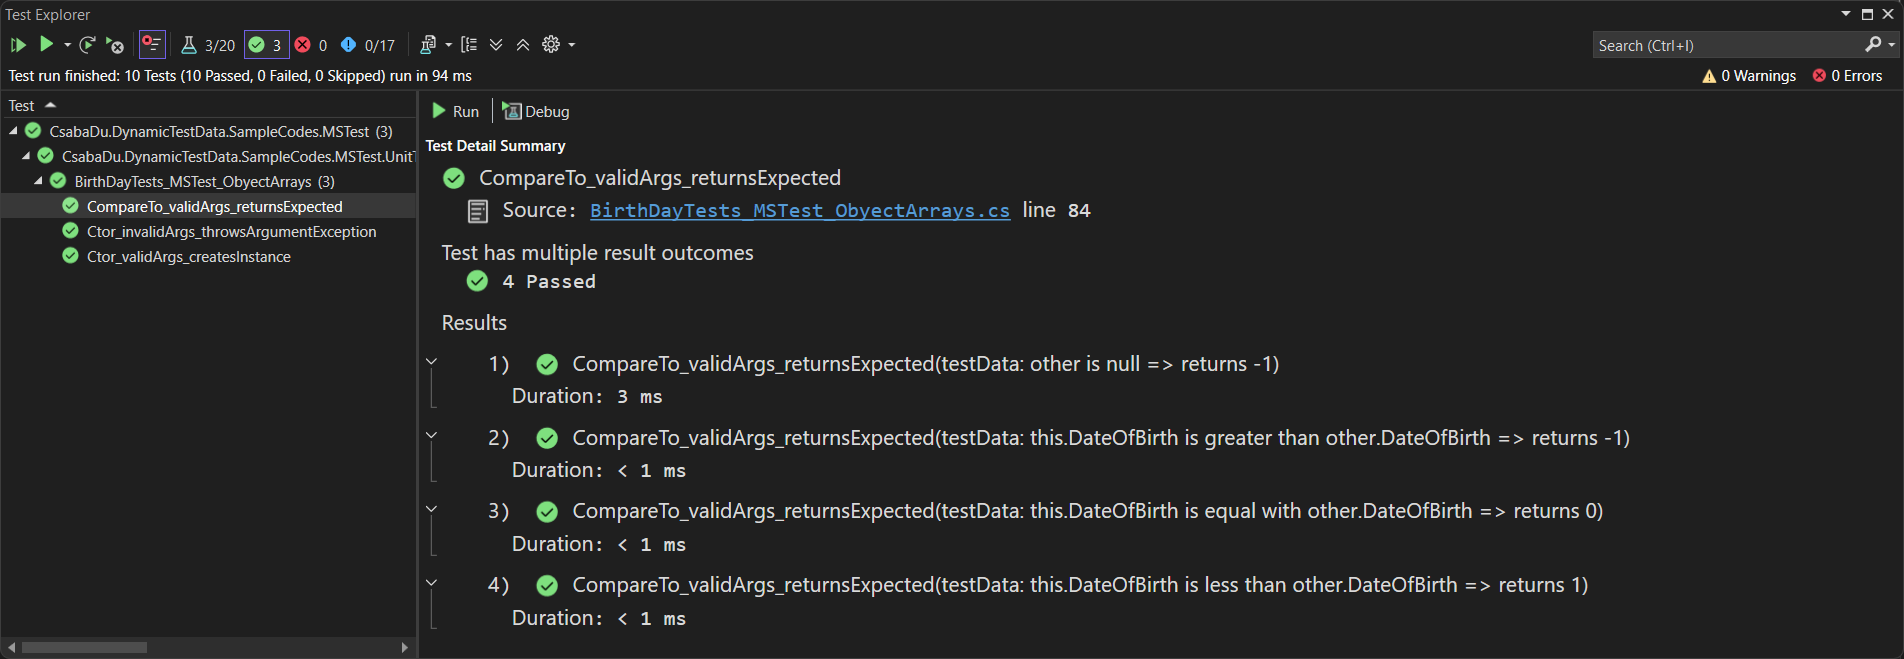 Test Explorer
3/20 3 0 0/17
Search (Ctrl+I)
Test run finished: 10 Tests (10 Passed, 0 Failed, 0 Skipped) run in 94 ms
0 Warnings 0 Errors
Test
CsabaDu.DynamicTestData.SampleCodes.MSTest (3)
CsabaDu.DynamicTestData.SampleCodes.MSTest.Unit
BirthDayTests_MSTest_ObyectArrays (3)
CompareTo_validArgs_returnsExpected
Ctor_invalidArgs_throwsArgumentException
Ctor_validArgs_createsInstance
Run Debug
Test Detail Summary
CompareTo_validArgs_returnsExpected
Source: BirthDayTests_MSTest_ObyectArrays.cs line 84
Test has multiple result outcomes
4 Passed
Results
1) CompareTo_validArgs_returnsExpected(testData: other is null => returns -1)
Duration: 3 ms
2) CompareTo_validArgs_returnsExpected(testData: this.DateOfBirth is greater than other.DateOfBirth => returns -1)
Duration: < 1 ms
3) CompareTo_validArgs_returnsExpected(testData: this.DateOfBirth is equal with other.DateOfBirth => returns 0)
Duration: < 1 ms
4) CompareTo_validArgs_returnsExpected(testData: this.DateOfBirth is less than other.DateOfBirth => returns 1)
Duration: < 1 ms